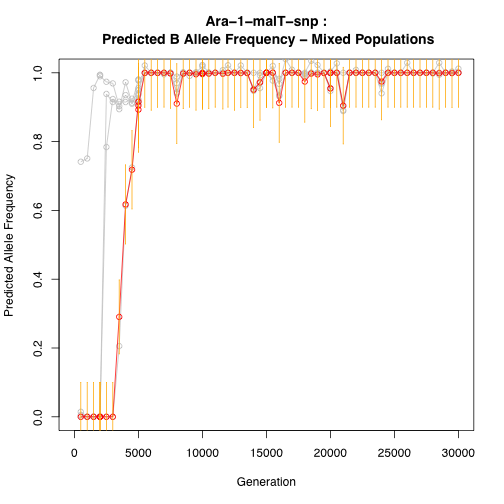 Ara−1−malT−snp :
Predicted B Allele Frequency − Mixed Populations
Predicted Allele Frequency
1.0
0.8
0.6
0.4
0.2
0.0
0 5000 10000 15000 20000 25000 30000
Generation